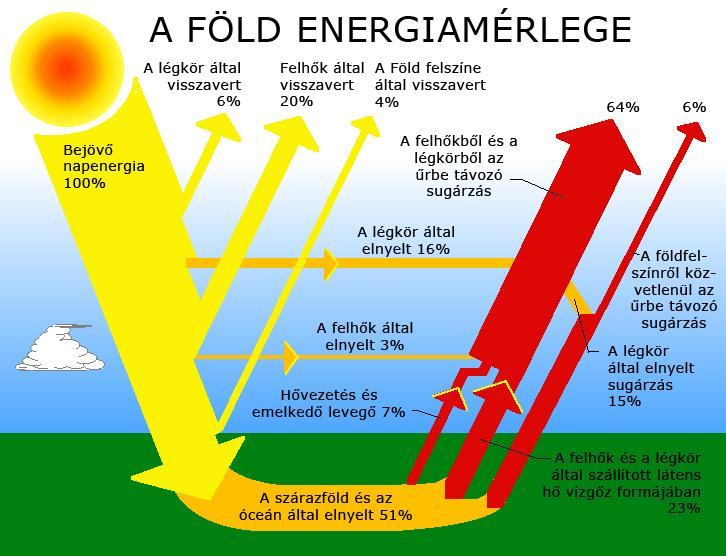 A FÖLD ENERGIAMÉRLEGE
A légkör által
visszavert
6%
Felhők által
visszavert
20%
A Föld felszíne
által visszavert
4%
64%
6%
Bejövő
napenergia
100%
A felhőkből és a
légkörből az
űrbe távozó
sugárzás
A légkör által
elnyelt 16%
A földfel-
színről köz-
vetlenül az
űrbe távozó
sugárzás
A felhők által
elnyelt 3%
A légkör
által elnyelt
sugárzás
15%
Hővezetés és
emelkedő levegő 7%
A felhők és a légkör
által szállított látens
hő vízgőz formájában
23%
A szárazföld és az
óceán által elnyelt 51%